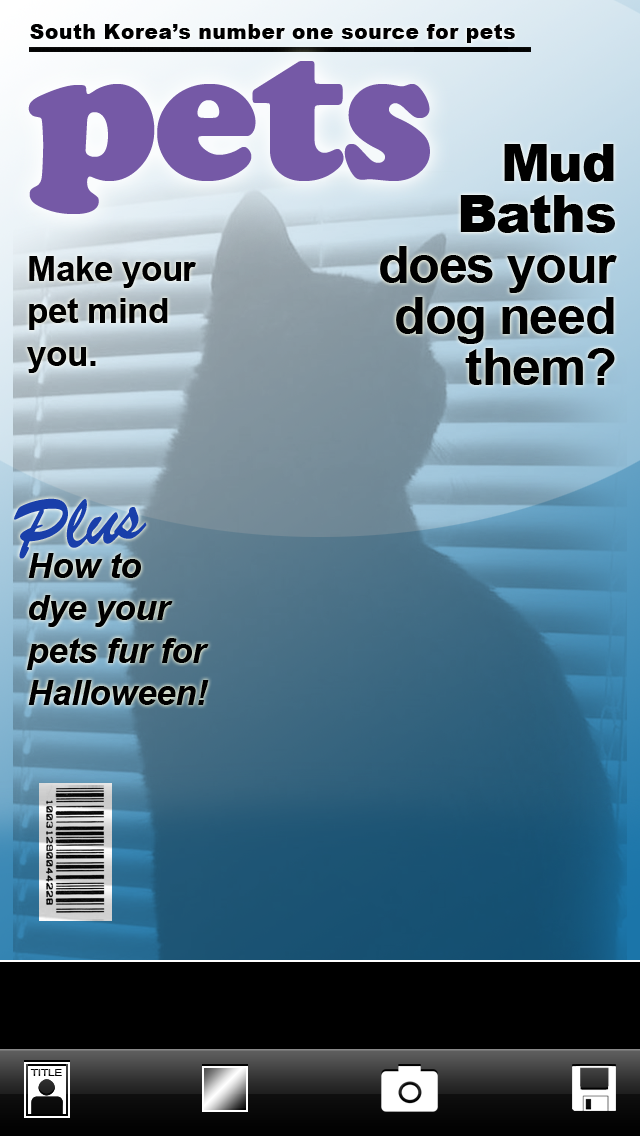 South Korea's number one source for pets
pets
Mud
Baths
does your
dog need
them?
Make your
pet mind
you.
Plus
How to
dye your
pets fur for
Halloween!
1003128004422B
TITLE